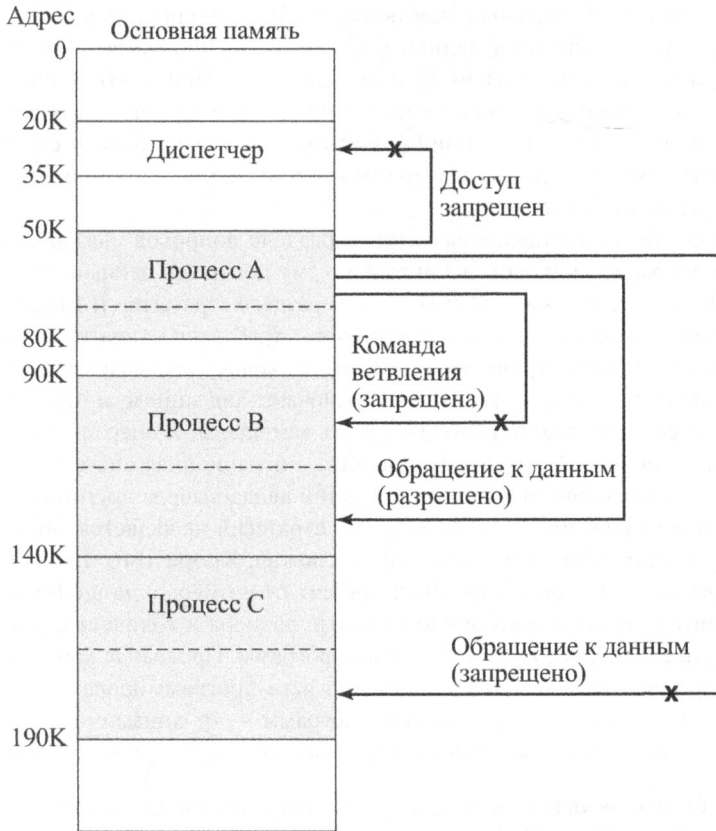 Адрес
Основная память
0
20K
Диспетчер
35K
Доступ
запрещен
50K
Процесс A
80K
Команда
ветвления
(запрещена)
90K
Процесс B
Обращение к данным
(разрешено)
140K
Процесс C
Обращение к данным
(запрещено)
190K